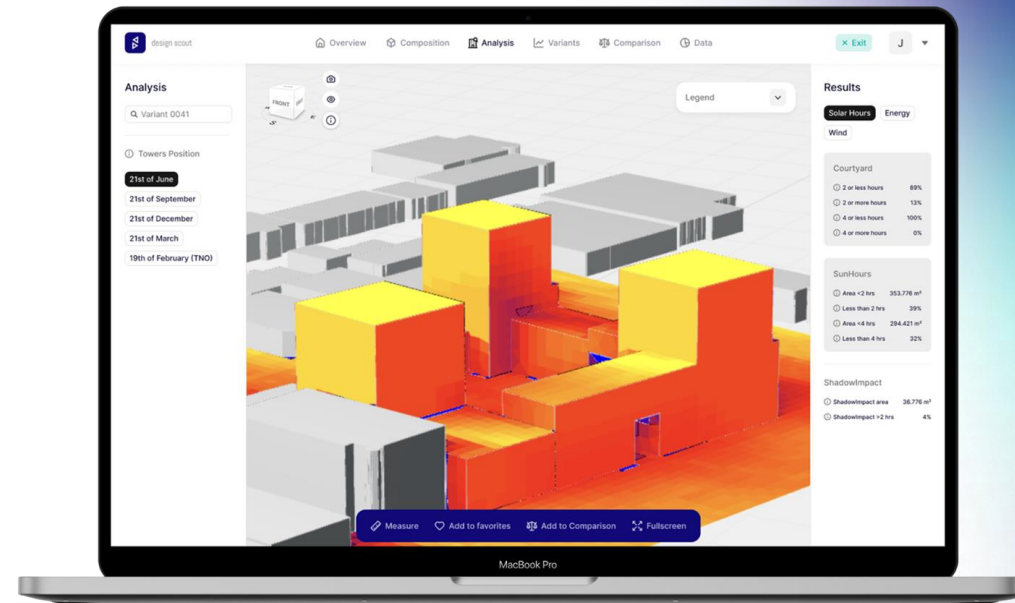 design scout
Overview
Composition
Analysis
Variants
Comparison
Data
× Exit
J
Analysis
Variant 0041
Towers Position
21st of June
21st of September
21st of December
21st of March
19th of February (TNO)
FRONT
Legend
Results
Solar Hours
Energy
Wind
Courtyard
2 or less hours 89%
2 or more hours 13%
4 or less hours 100%
4 or more hours 0%
SunHours
Area <2 hrs 353.776 m²
Less than 2 hrs 39%
Area <4 hrs 294.421 m²
Less than 4 hrs 32%
ShadowImpact
ShadowImpact area 36.776 m²
ShadowImpact >2 hrs 4%
Measure
Add to favorites
Add to Comparison
Fullscreen
MacBook Pro